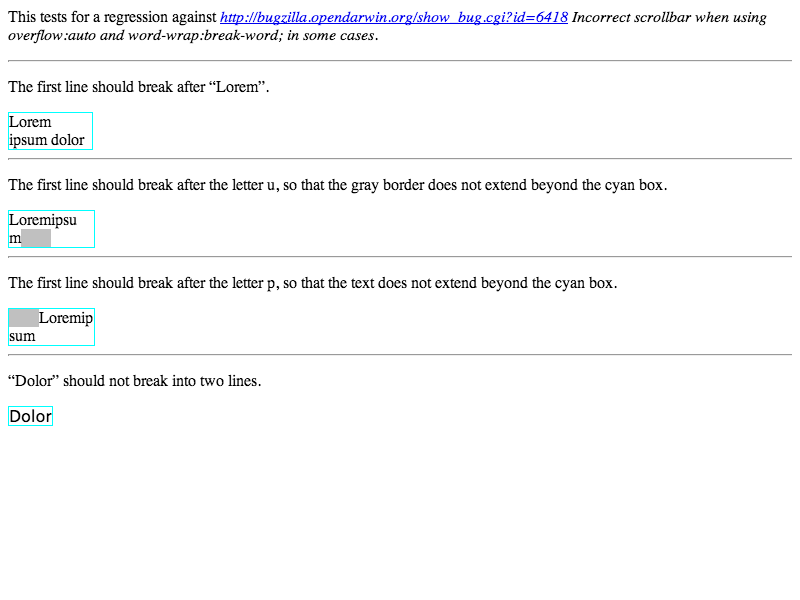 This tests for a regression against http://bugzilla.opendarwin.org/show_bug.cgi?id=6418 Incorrect scrollbar when using
overflow:auto and word-wrap:break-word; in some cases.
The first line should break after “Lorem”.
Lorem
ipsum dolor
The first line should break after the letter u, so that the gray border does not extend beyond the cyan box.
Loremipsu
m
The first line should break after the letter p, so that the text does not extend beyond the cyan box.
Loremip
sum
“Dolor” should not break into two lines.
Dolor